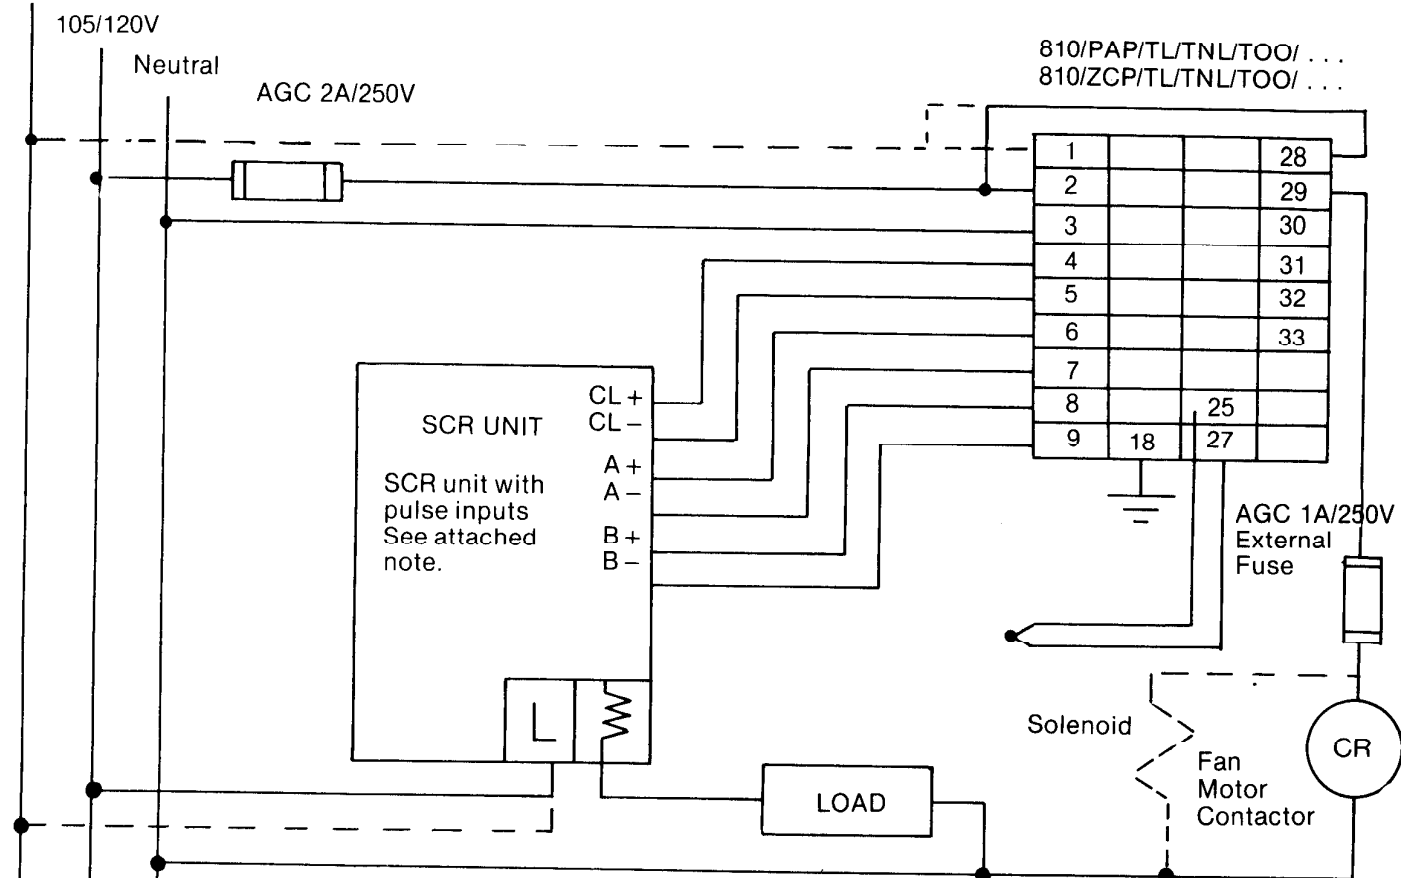 105/120V
Neutral
AGC 2A/250V
810/PAP/TL/TNL/TOO/ . . .
810/ZCP/TL/TNL/TOO/ . . .
1
28
2
29
3
30
4
31
5
32
6
33
7
8
25
9
18
27
SCR UNIT
SCR unit with
pulse inputs
See attached
note.
CL +
CL –
A +
A –
B +
B –
L
AGC 1A/250V
External
Fuse
Solenoid
Fan
Motor
Contactor
CR
LOAD